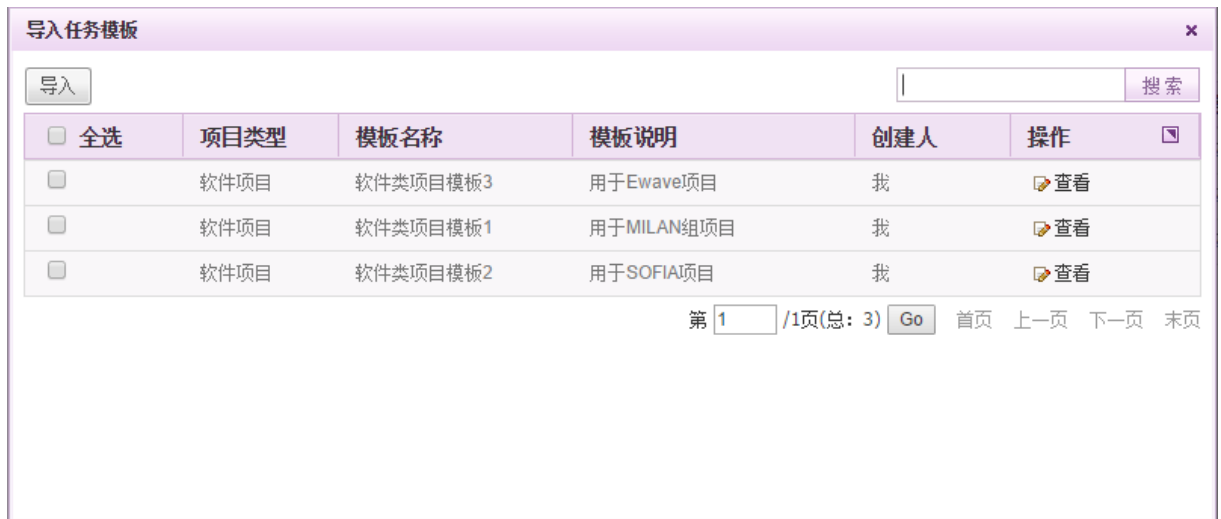 导入任务模板 ×
导入 搜索
全选 项目类型 模板名称 模板说明 创建人 操作
软件项目 软件类项目模板3 用于Ewave项目 我 查看
软件项目 软件类项目模板1 用于MILAN组项目 我 查看
软件项目 软件类项目模板2 用于SOFIA项目 我 查看
第 1 /1页(总：3) Go 首页 上一页 下一页 末页